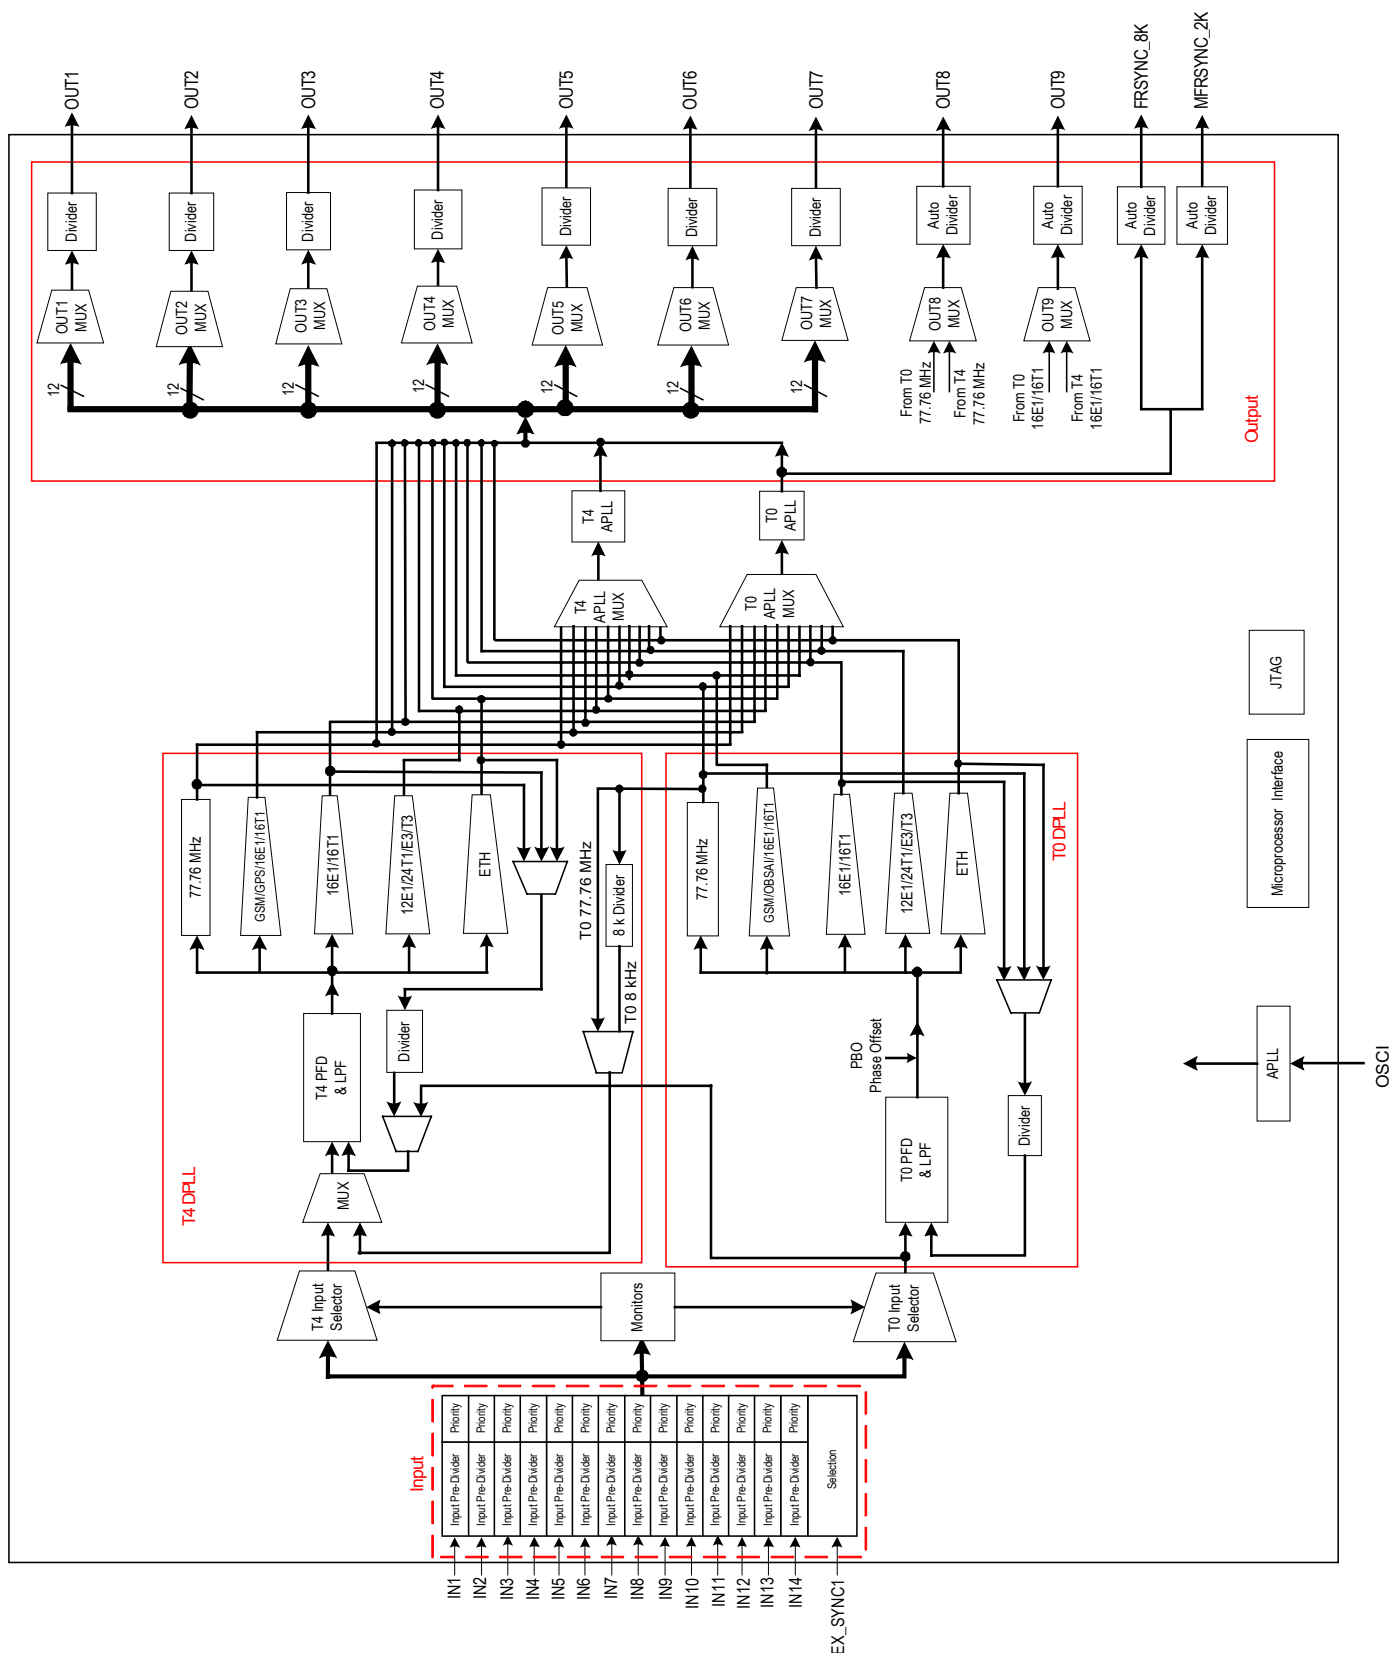 OUT1
OUT2
OUT3
OUT4
OUT5
OUT6
OUT7
OUT8
OUT9
FRSYNC_8K
MFRSYNC_2K
Divider
Divider
Divider
Divider
Divider
Divider
Divider
Auto
Divider
Auto
Divider
Auto
Divider
Auto
Divider
OUT1
MUX
OUT2
MUX
OUT3
MUX
OUT4
MUX
OUT5
MUX
OUT6
MUX
OUT7
MUX
OUT8
MUX
OUT9
MUX
12
12
12
12
12
12
12
From T0
77.76 MHz
From T4
77.76 MHz
From T0
16E1/16T1
From T4
16E1/16T1
Output
T4
APLL
T0
APLL
T4
APLL
MUX
T0
APLL
MUX
77.76 MHz
GSM/GPS/16E1/16T1
16E1/16T1
12E1/24T1/E3/T3
ETH
T0 77.76 MHz
8 k Divider
T0 8 kHz
Divider
T4 PFD
& LPF
MUX
T4 DPLL
77.76 MHz
GSM/OBSAI/16E1/16T1
16E1/16T1
12E1/24T1/E3/T3
ETH
T0 DPLL
PBO
Phase Offset
T0 PFD
& LPF
Divider
JTAG
Microprocessor Interface
APLL
OSCI
T4 Input
Selector
Monitors
T0 Input
Selector
Input
Priority
Priority
Priority
Priority
Priority
Priority
Priority
Priority
Priority
Priority
Priority
Priority
Priority
Priority
Input Pre-Divider
Input Pre-Divider
Input Pre-Divider
Input Pre-Divider
Input Pre-Divider
Input Pre-Divider
Input Pre-Divider
Input Pre-Divider
Input Pre-Divider
Input Pre-Divider
Input Pre-Divider
Input Pre-Divider
Input Pre-Divider
Input Pre-Divider
Selection
IN1
IN2
IN3
IN4
IN5
IN6
IN7
IN8
IN9
IN10
IN11
IN12
IN13
IN14
EX_SYNC1